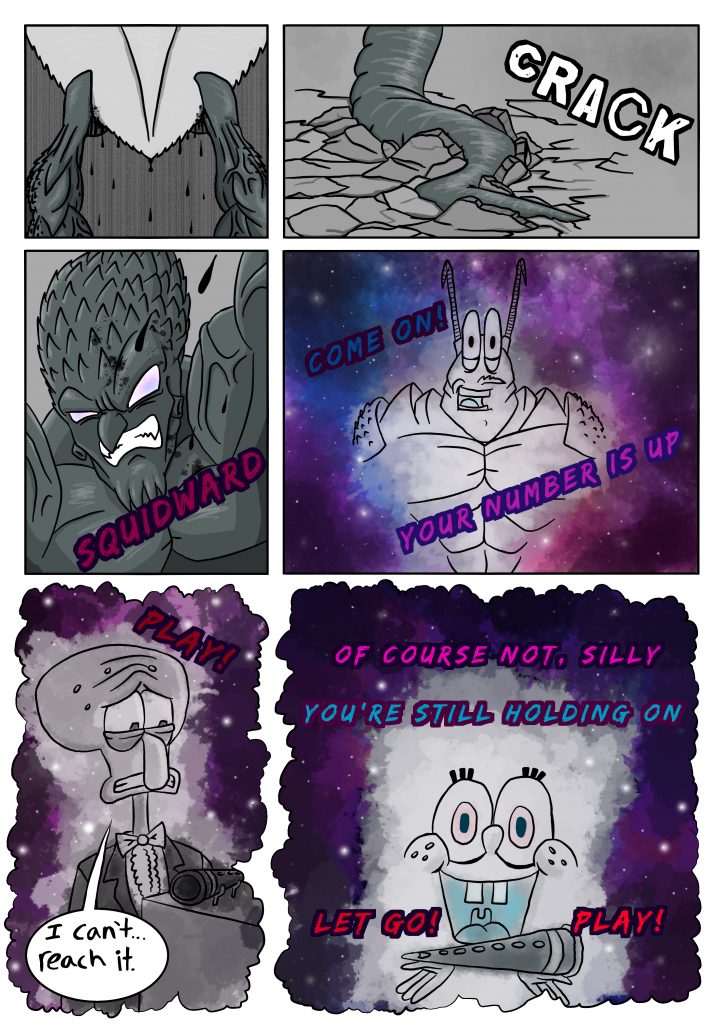 CRACK
SQUIDWARD
COME ON!
YOUR NUMBER IS UP
PLAY!
I can't...
reach it.
OF COURSE NOT, SILLY
YOU'RE STILL HOLDING ON
LET GO!
PLAY!